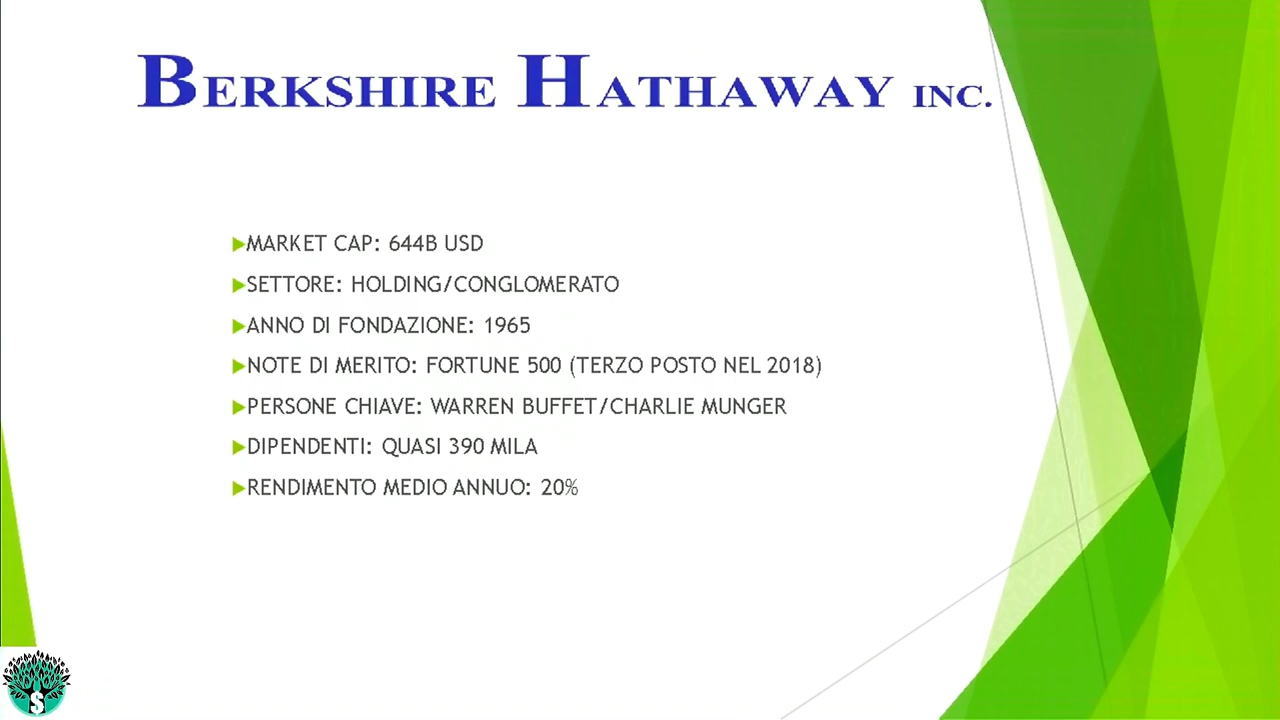 BERKSHIRE HATHAWAY INC.
▶MARKET CAP: 644B USD
▶SETTORE: HOLDING/CONGLOMERATO
▶ANNO DI FONDAZIONE: 1965
▶NOTE DI MERITO: FORTUNE 500 (TERZO POSTO NEL 2018)
▶PERSONE CHIAVE: WARREN BUFFET/CHARLIE MUNGER
▶DIPENDENTI: QUASI 390 MILA
▶RENDIMENTO MEDIO ANNUO: 20%
$